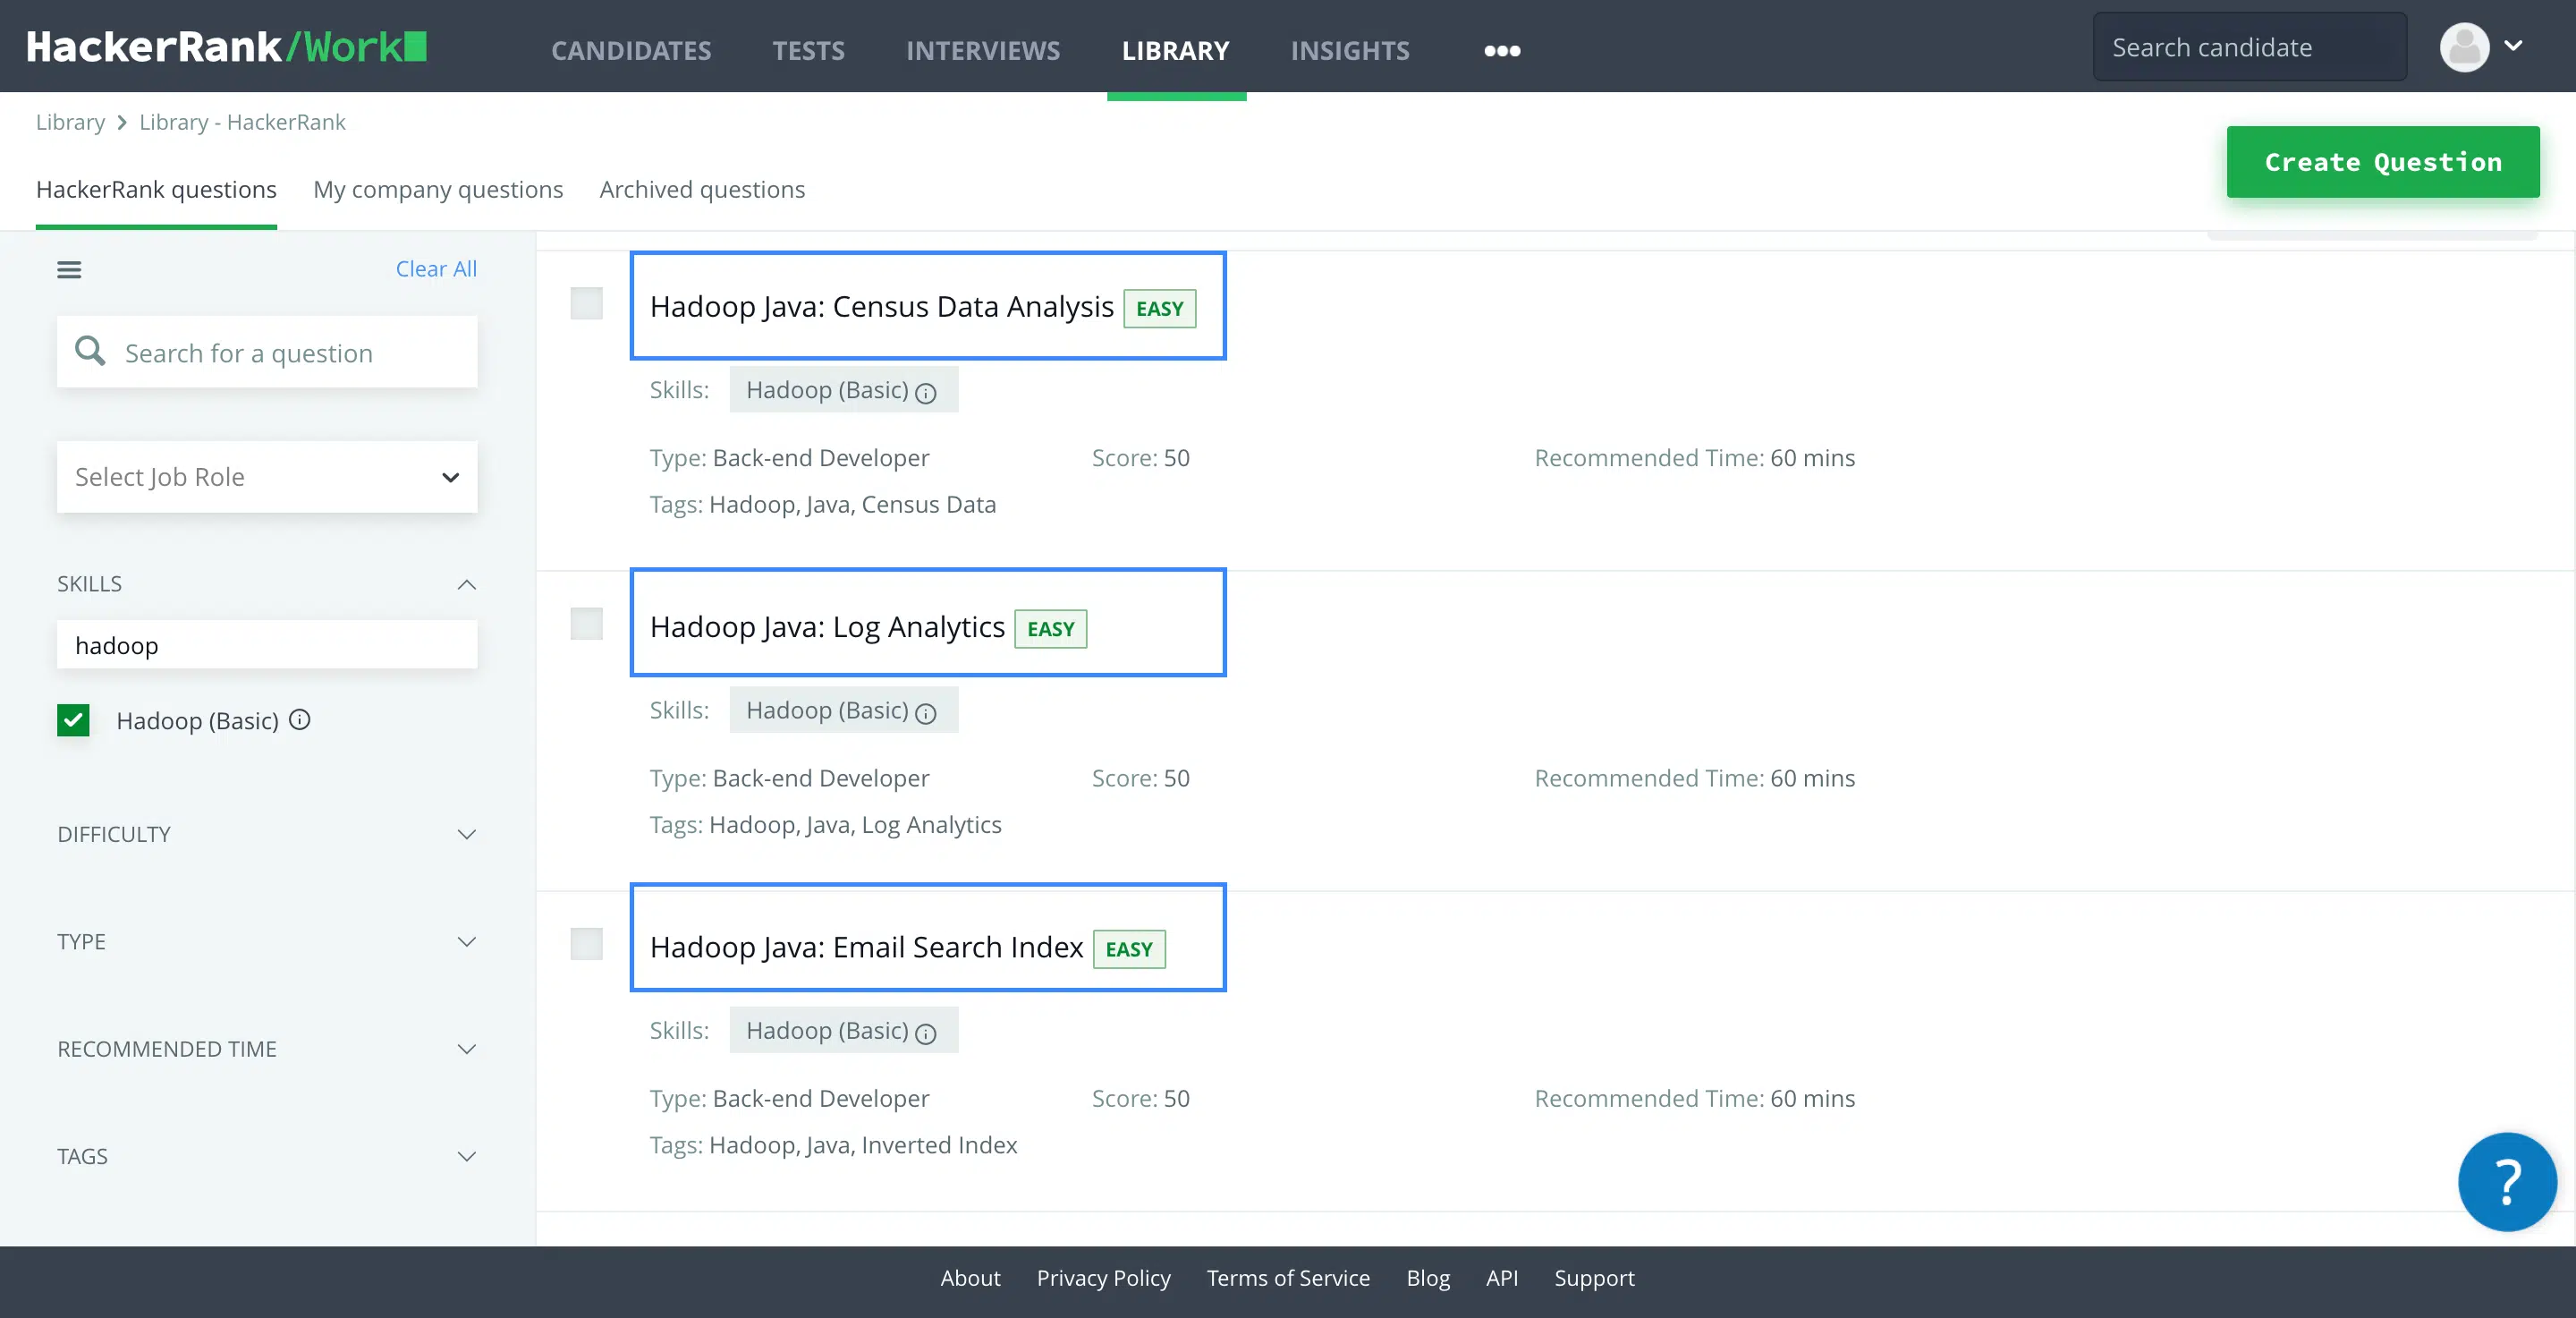 HackerRank/Work
CANDIDATES TESTS INTERVIEWS LIBRARY INSIGHTS
Search candidate
Library Library - HackerRank
HackerRank questions My company questions Archived questions
Create Question
Clear All
Search for a question
Select Job Role
SKILLS
hadoop
Hadoop (Basic)
DIFFICULTY
TYPE
RECOMMENDED TIME
TAGS
Hadoop Java: Census Data Analysis EASY
Skills: Hadoop (Basic)
Type: Back-end Developer Score: 50 Recommended Time: 60 mins
Tags: Hadoop, Java, Census Data
Hadoop Java: Log Analytics EASY
Skills: Hadoop (Basic)
Type: Back-end Developer Score: 50 Recommended Time: 60 mins
Tags: Hadoop, Java, Log Analytics
Hadoop Java: Email Search Index EASY
Skills: Hadoop (Basic)
Type: Back-end Developer Score: 50 Recommended Time: 60 mins
Tags: Hadoop, Java, Inverted Index
?
About Privacy Policy Terms of Service Blog API Support